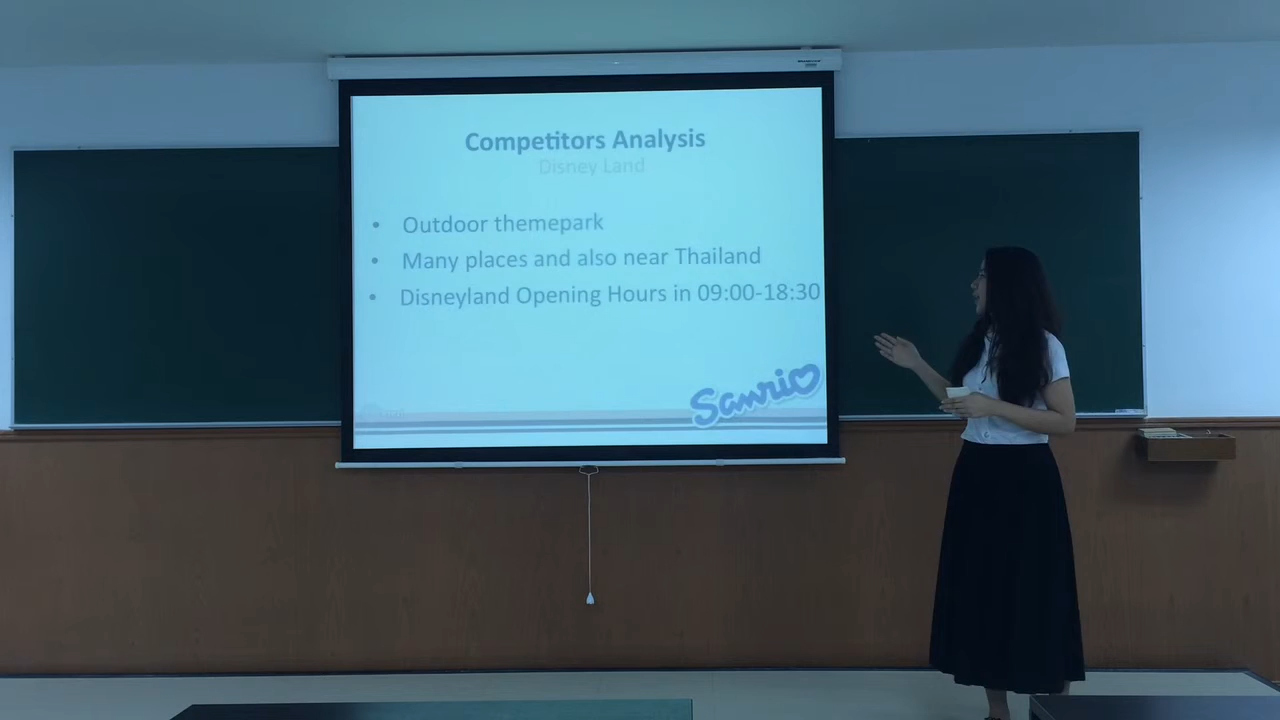 Competitors Analysis
Disney Land
• Outdoor themepark
• Many places and also near Thailand
• Disneyland Opening Hours in 09:00-18:30
Sanrio